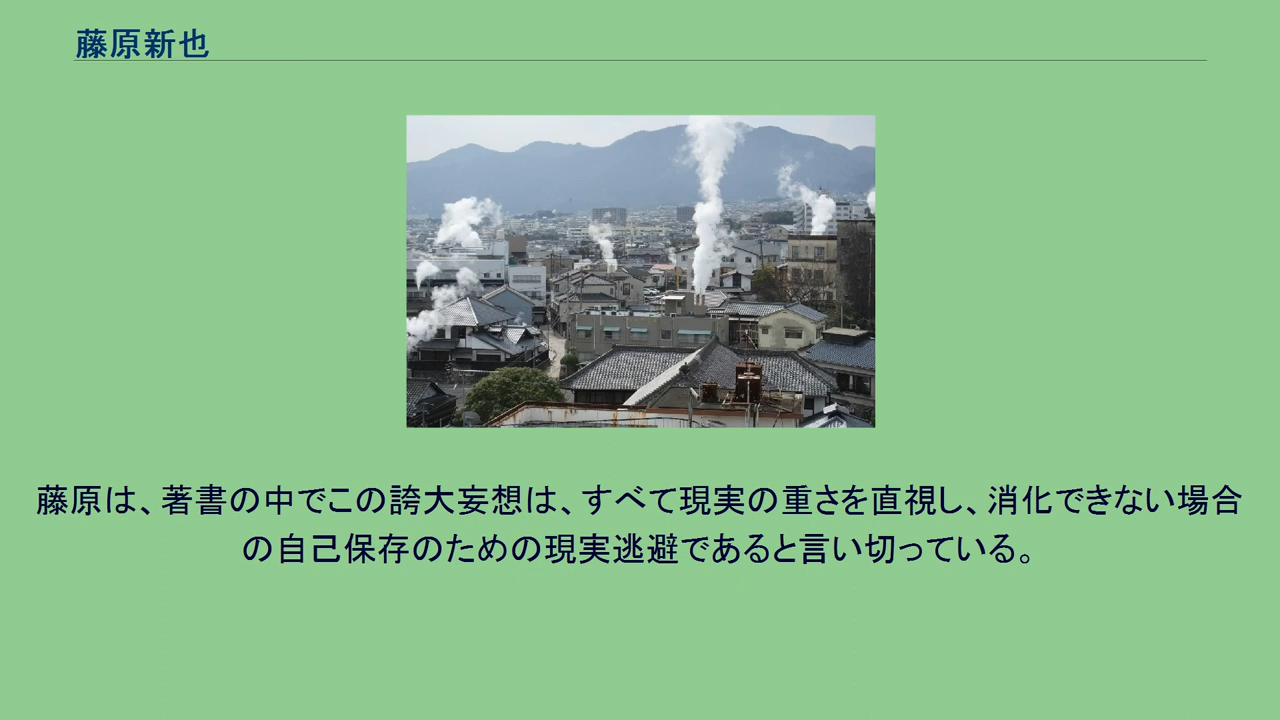 藤原新也
藤原は、著書の中でこの誇大妄想は、すべて現実の重さを直視し、消化できない場合
の自己保存のための現実逃避であると言い切っている。